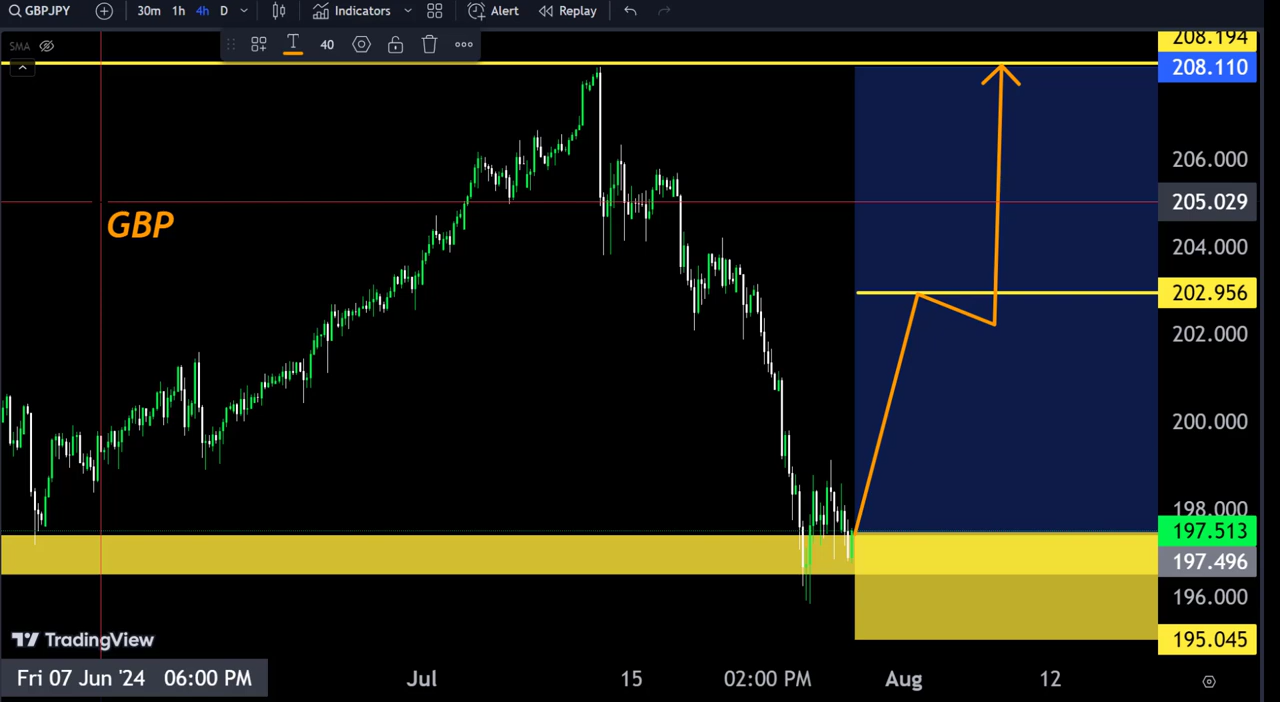 GBPJPY 30m 1h 4h D Indicators Alert Replay
SMA 40
208.194
208.110
206.000
205.029
GBP
204.000
202.956
202.000
200.000
198.000
197.513
197.496
196.000
TradingView
195.045
Fri 07 Jun '24 06:00 PM Jul 15 02:00 PM Aug 12